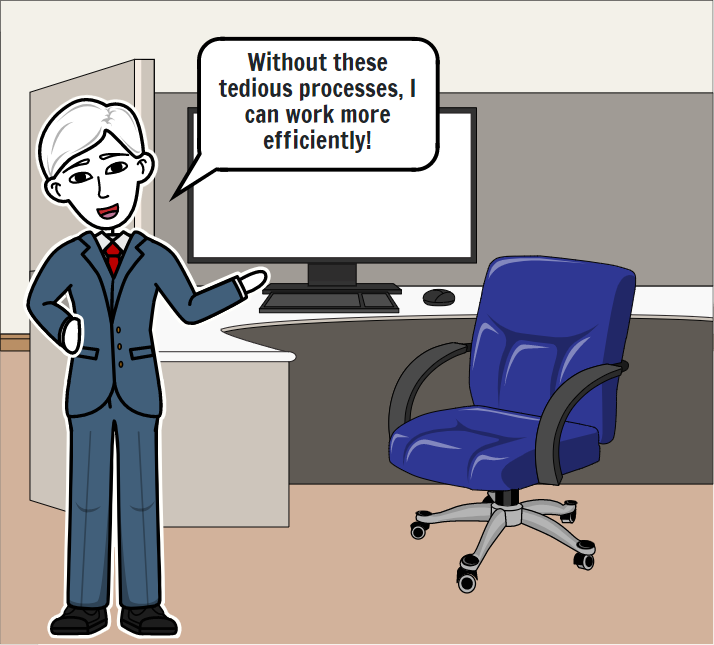 Without these
tedious processes, I
can work more
efficiently!